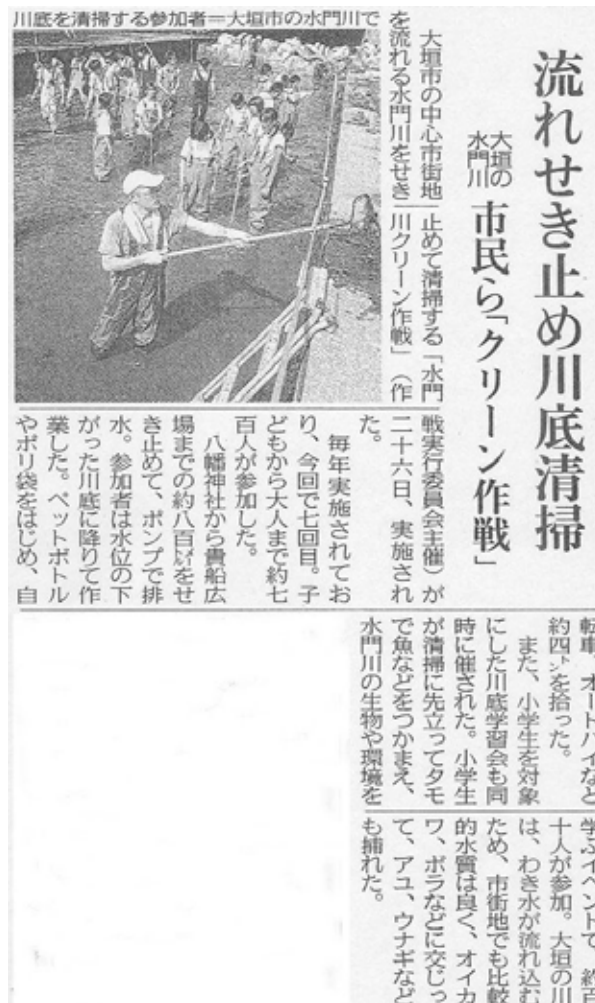 流れせき止め川底清掃
大垣の
水門川
市民ら「クリーン作戦」
川底を清掃する参加者＝大垣市の水門川で
大垣市の中心市街地
を流れる水門川をせき
止めて清掃する「水門
川クリーン作戦」（作
戦実行委員会主催）が
二十六日、実施され
た。
毎年実施されてお
り、今回で七回目。子
どもから大人まで約七
百人が参加した。
八幡神社から貴船広
場までの約八百㍍をせ
き止めて、ポンプで排
水。参加者は水位の下
がった川底に降りて作
業した。ペットボトル
やポリ袋をはじめ、自
転車、オートバイなど
約四㌧を拾った。
また、小学生を対象
にした川底学習会も同
時に催された。小学生
が清掃に先立ってタモ
で魚などをつかまえ、
水門川の生物や環境を
学ぶイベントで、約百
十人が参加。大垣の川
は、わき水が流れ込む
ため、市街地でも比較
的水質は良く、オイカ
ワ、ボラなどに交じっ
て、アユ、ウナギなど
も捕れた。